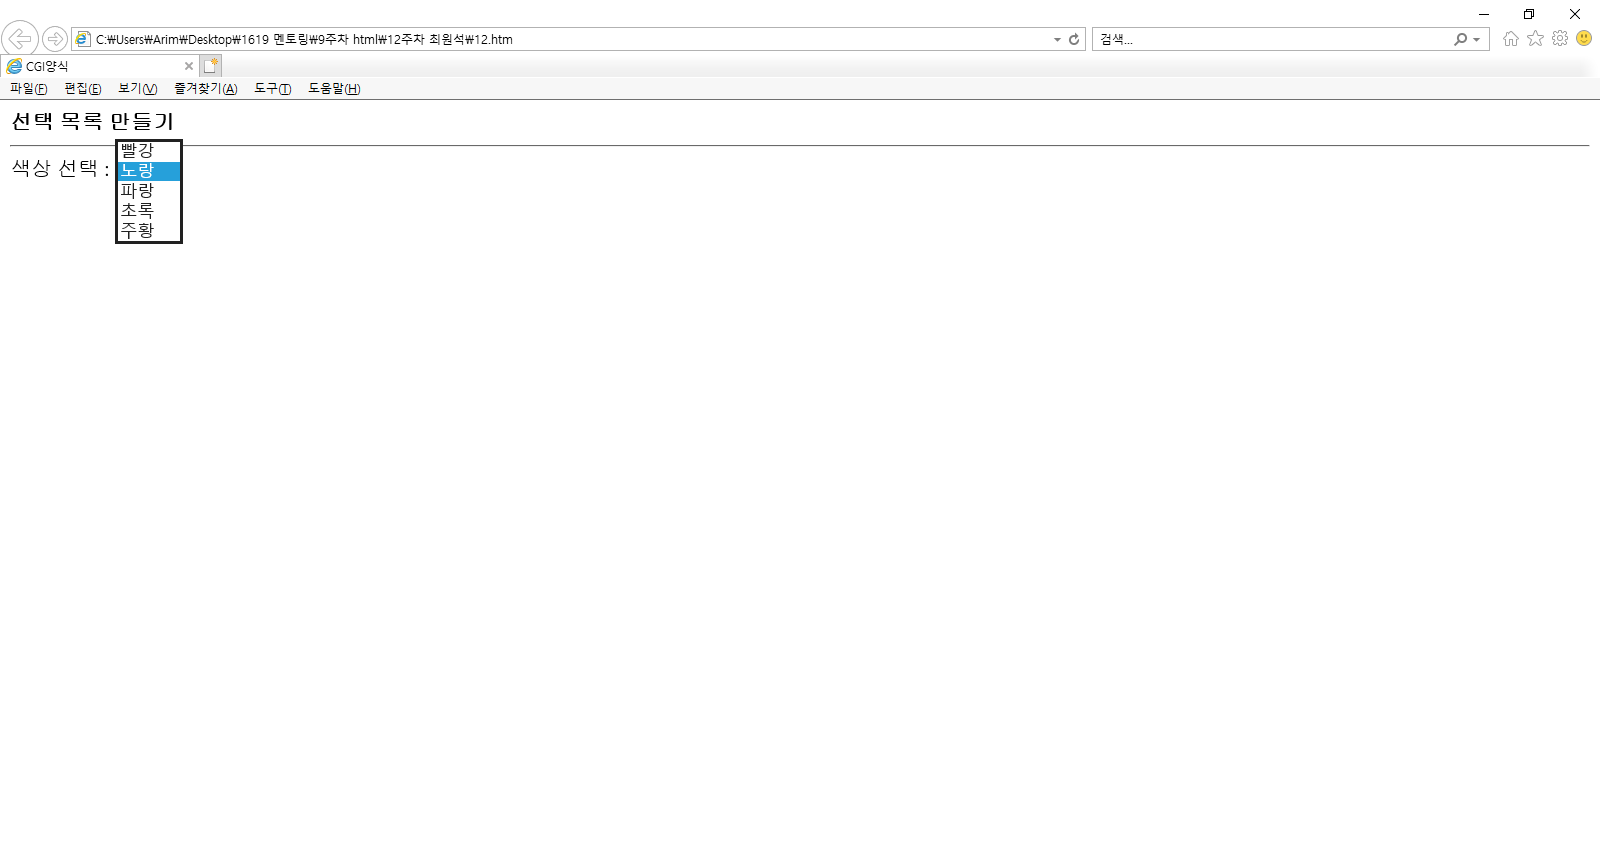 C:₩Users₩Arim₩Desktop₩1619 멘토링₩9주차 html₩12주차 최원석₩12.htm
검색...
CGI양식
파일(F) 편집(E) 보기(V) 즐겨찾기(A) 도구(T) 도움말(H)
선택 목록 만들기
색상 선택 :
빨강
노랑
파랑
초록
주황